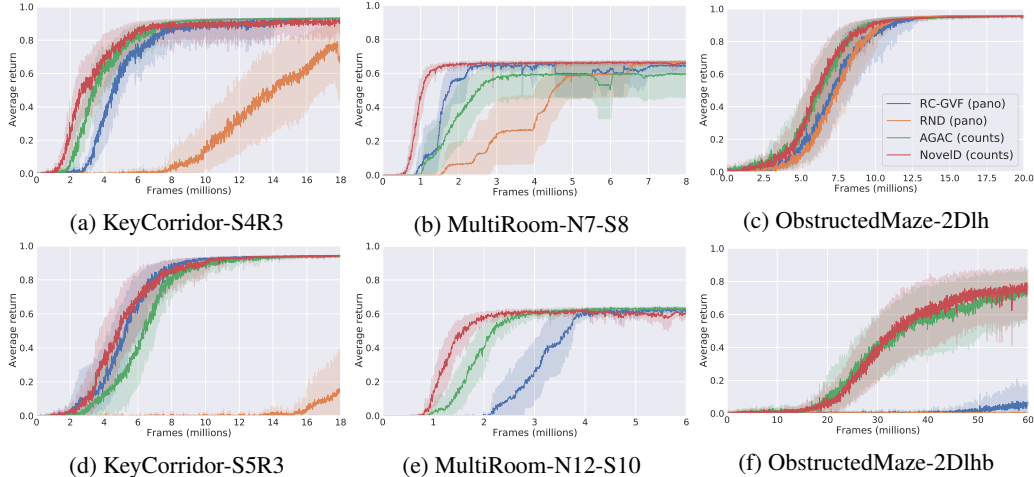 1.0
0.8
0.6
0.4
0.2
0.0
Average return
0 2 4 6 8 10 12 14 16 18
Frames (millions)
(a) KeyCorridor-S4R3
1.0
0.8
0.6
0.4
0.2
0.0
Average return
0 1 2 3 4 5 6 7 8
Frames (millions)
(b) MultiRoom-N7-S8
1.0
0.8
0.6
0.4
0.2
0.0
Average return
RC-GVF (pano)
RND (pano)
AGAC (counts)
NovelD (counts)
0.0 2.5 5.0 7.5 10.0 12.5 15.0 17.5 20.0
Frames (millions)
(c) ObstructedMaze-2Dlh
1.0
0.8
0.6
0.4
0.2
0.0
Average return
0 2 4 6 8 10 12 14 16 18
Frames (millions)
(d) KeyCorridor-S5R3
1.0
0.8
0.6
0.4
0.2
0.0
Average return
0 1 2 3 4 5 6
Frames (millions)
(e) MultiRoom-N12-S10
1.0
0.8
0.6
0.4
0.2
0.0
Average return
0 10 20 30 40 50 60
Frames (millions)
(f) ObstructedMaze-2Dlhb